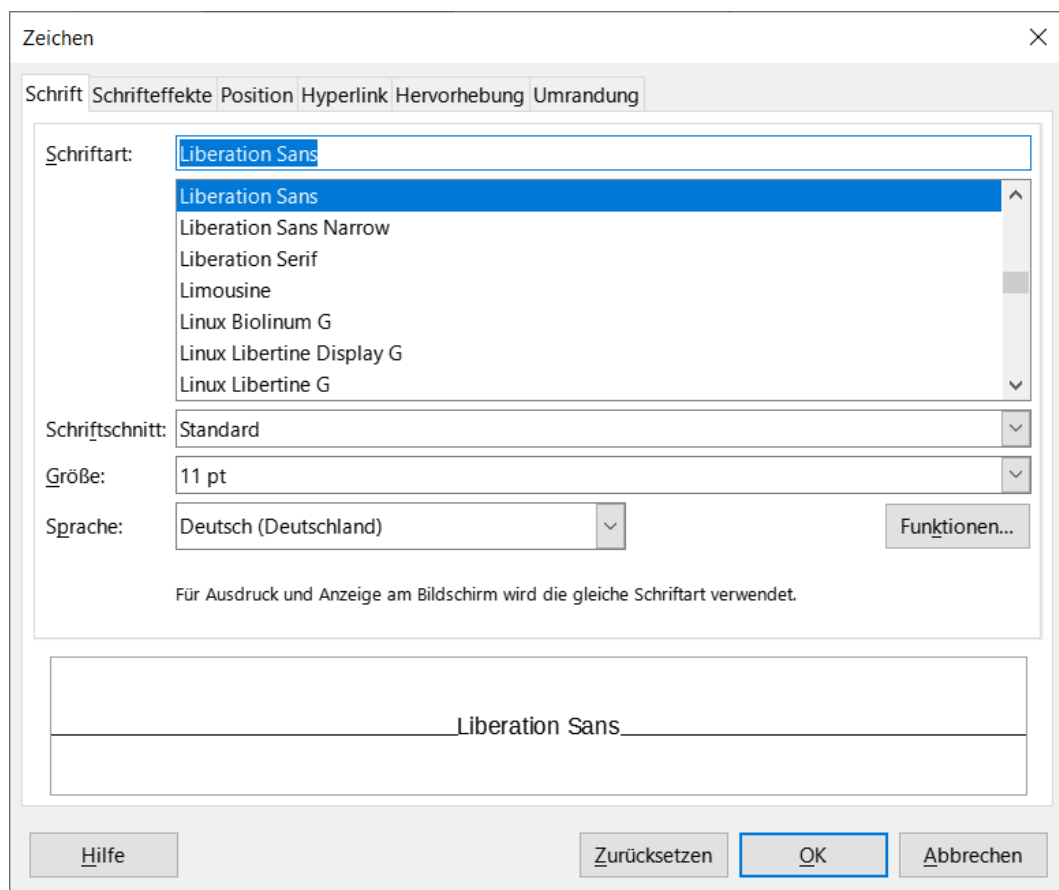 Zeichen
Schrift Schrifteffekte Position Hyperlink Hervorhebung Umrandung
Schriftart: Liberation Sans
Liberation Sans
Liberation Sans Narrow
Liberation Serif
Limousine
Linux Biolinum G
Linux Libertine Display G
Linux Libertine G
Schriftschnitt: Standard
Größe: 11 pt
Sprache: Deutsch (Deutschland) Funktionen...
Für Ausdruck und Anzeige am Bildschirm wird die gleiche Schriftart verwendet.
Liberation Sans
Hilfe Zurücksetzen OK Abbrechen